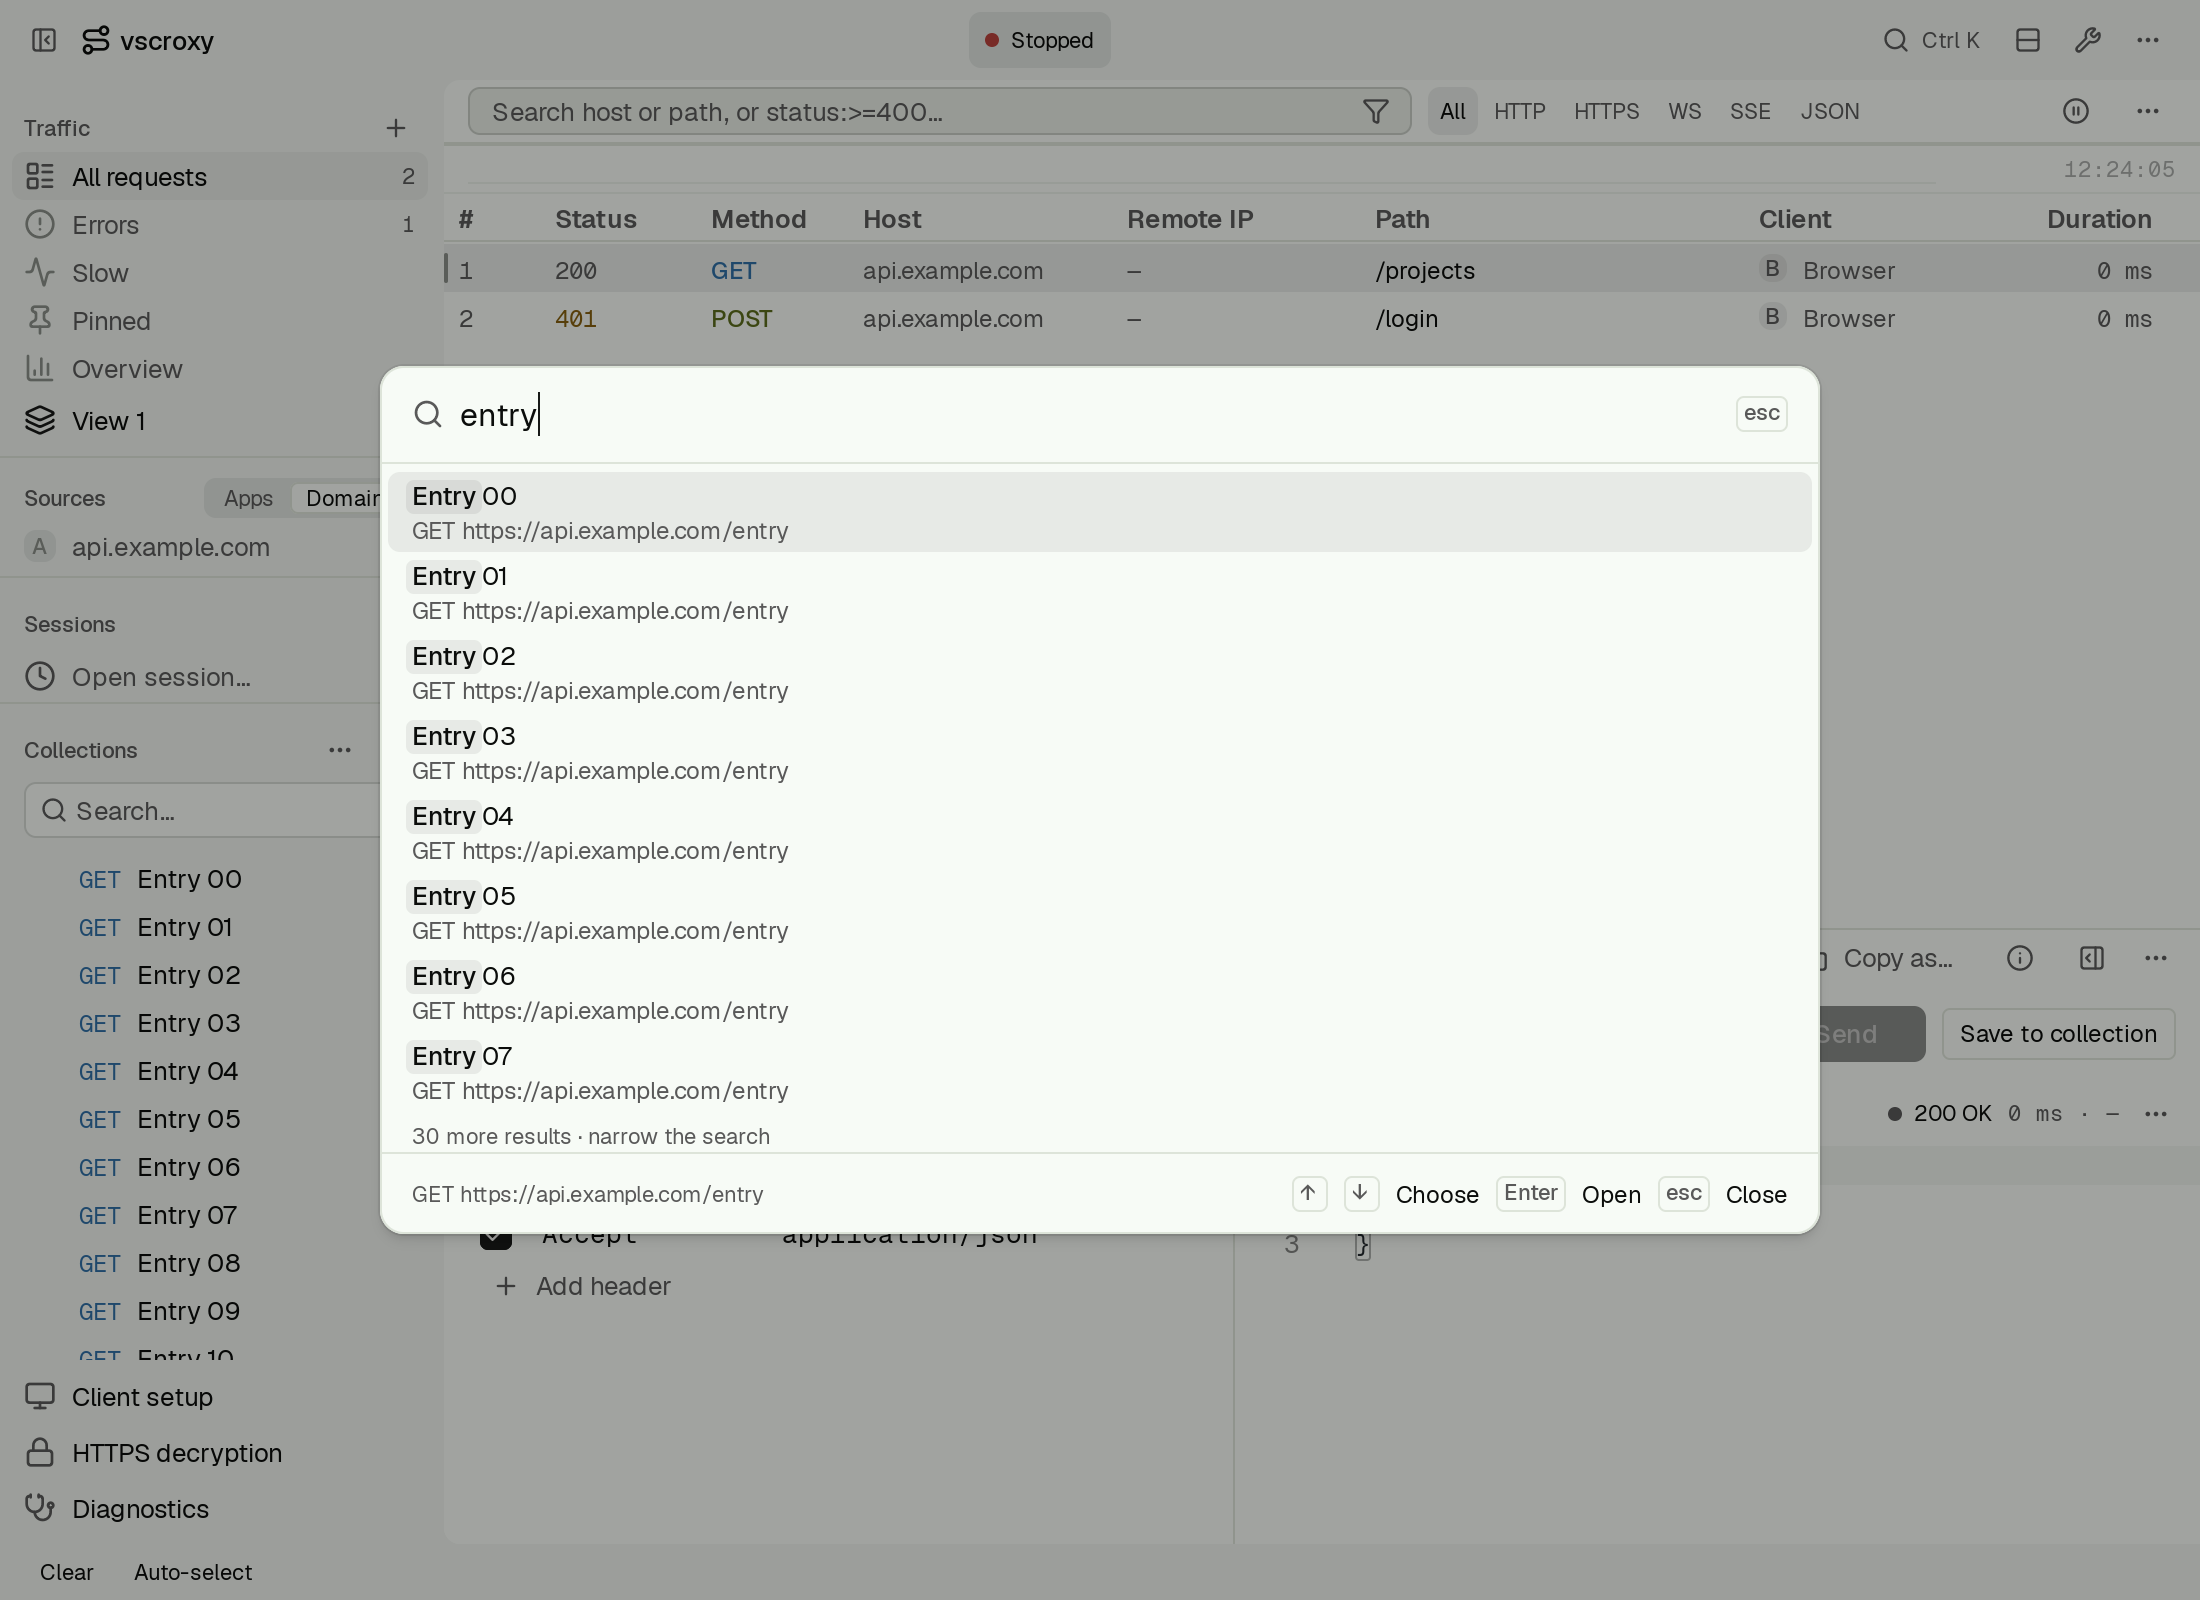 vscroxy
Stopped
Ctrl K
Traffic
All requests 2
Errors 1
Slow
Pinned
Overview
View 1
Sources Apps Domain
A api.example.com
Sessions
Open session...
Collections
Search...
GET Entry 00
GET Entry 01
GET Entry 02
GET Entry 03
GET Entry 04
GET Entry 05
GET Entry 06
GET Entry 07
GET Entry 08
GET Entry 09
GET Entry 10
Client setup
HTTPS decryption
Diagnostics
Clear Auto-select
Search host or path, or status:>=400...
All HTTP HTTPS WS SSE JSON
12:24:05
# Status Method Host Remote IP Path Client Duration
1 200 GET api.example.com – /projects B Browser 0 ms
2 401 POST api.example.com – /login B Browser 0 ms
entry esc
Entry 00
GET https://api.example.com/entry
Entry 01
GET https://api.example.com/entry
Entry 02
GET https://api.example.com/entry
Entry 03
GET https://api.example.com/entry
Entry 04
GET https://api.example.com/entry
Entry 05
GET https://api.example.com/entry
Entry 06
GET https://api.example.com/entry
Entry 07
GET https://api.example.com/entry
30 more results · narrow the search
GET https://api.example.com/entry ↑ ↓ Choose Enter Open esc Close
Copy as...
Send Save to collection
200 OK 0 ms · –
Accept application/json
Add header
3 }